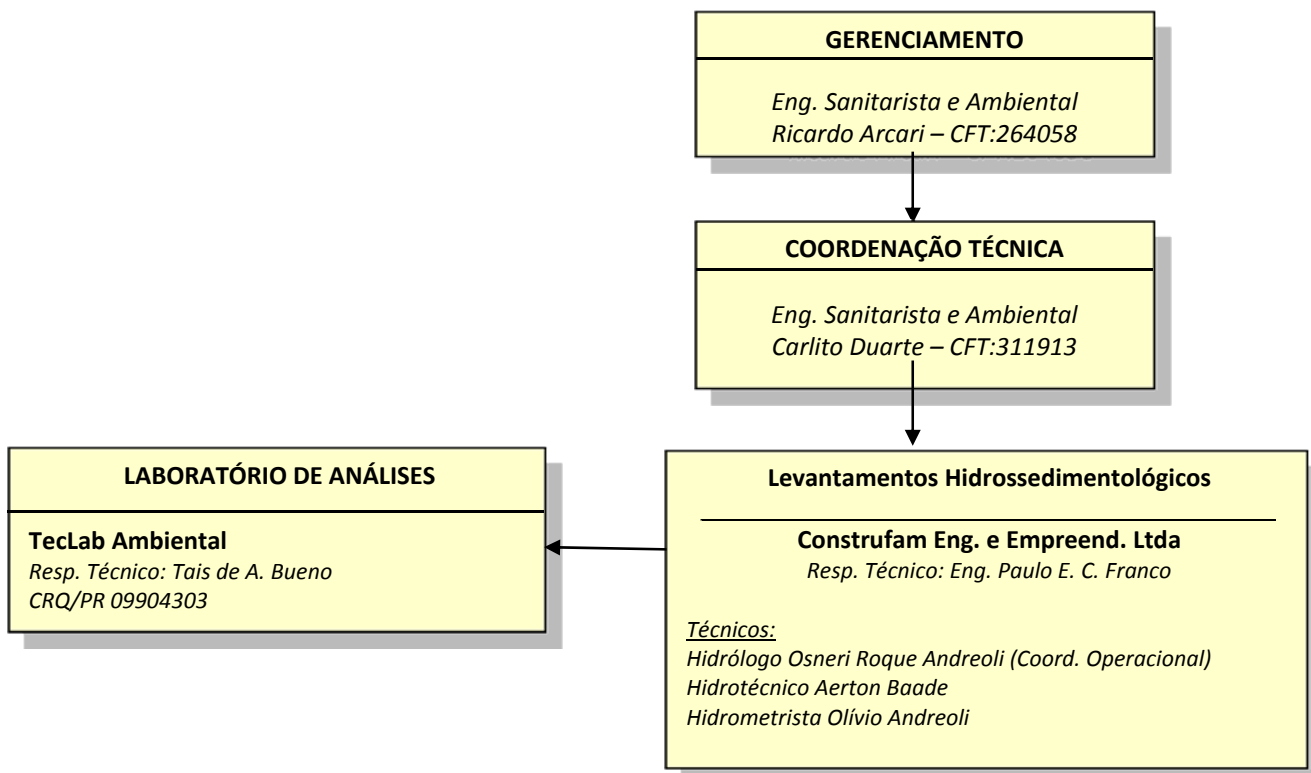 GERENCIAMENTO
Eng. Sanitarista e Ambiental
Ricardo Arcari – CFT:264058
COORDENAÇÃO TÉCNICA
Eng. Sanitarista e Ambiental
Carlito Duarte – CFT:311913
LABORATÓRIO DE ANÁLISES
TecLab Ambiental
Resp. Técnico: Tais de A. Bueno
CRQ/PR 09904303
Levantamentos Hidrossedimentológicos
Construfam Eng. e Empreend. Ltda
Resp. Técnico: Eng. Paulo E. C. Franco
Técnicos:
Hidrólogo Osneri Roque Andreoli (Coord. Operacional)
Hidrotécnico Aerton Baade
Hidrometrista Olívio Andreoli